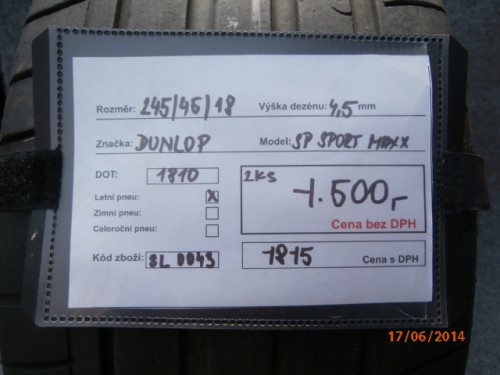 Rozměr: 245/45/18 Výška dezénu: 4,5 mm
Značka: DUNLOP Model: SP SPORT MAXX
DOT: 1810
Letní pneu: X
Zimní pneu:
Celoroční pneu:
2KS 1.500,-
Cena bez DPH
Kód zboží: SL 0043
1815 Cena s DPH
17/06/2014